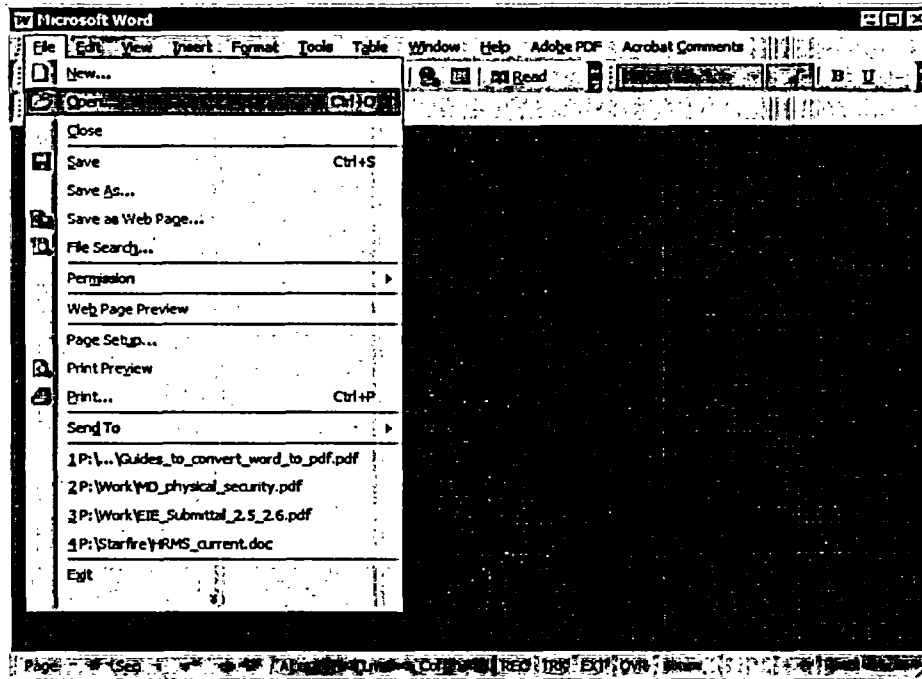 Microsoft Word
File Edit View Insert Format Tools Table Window Help Adobe PDF Acrobat Comments
New... Read B U
Open... Ctrl+O
Close
Save Ctrl+S
Save As...
Save as Web Page...
File Search...
Permission
Web Page Preview
Page Setup...
Print Preview
Print... Ctrl+P
Send To
1 P:\...\Guides_to_convert_word_to_pdf.pdf
2 P:\Work\MD_physical_security.pdf
3 P:\Work\EIE_Submittal_2.5_2.6.pdf
4 P:\Starfire\HRMS_current.doc
Exit
Page Sec REC TRK EXT OVR